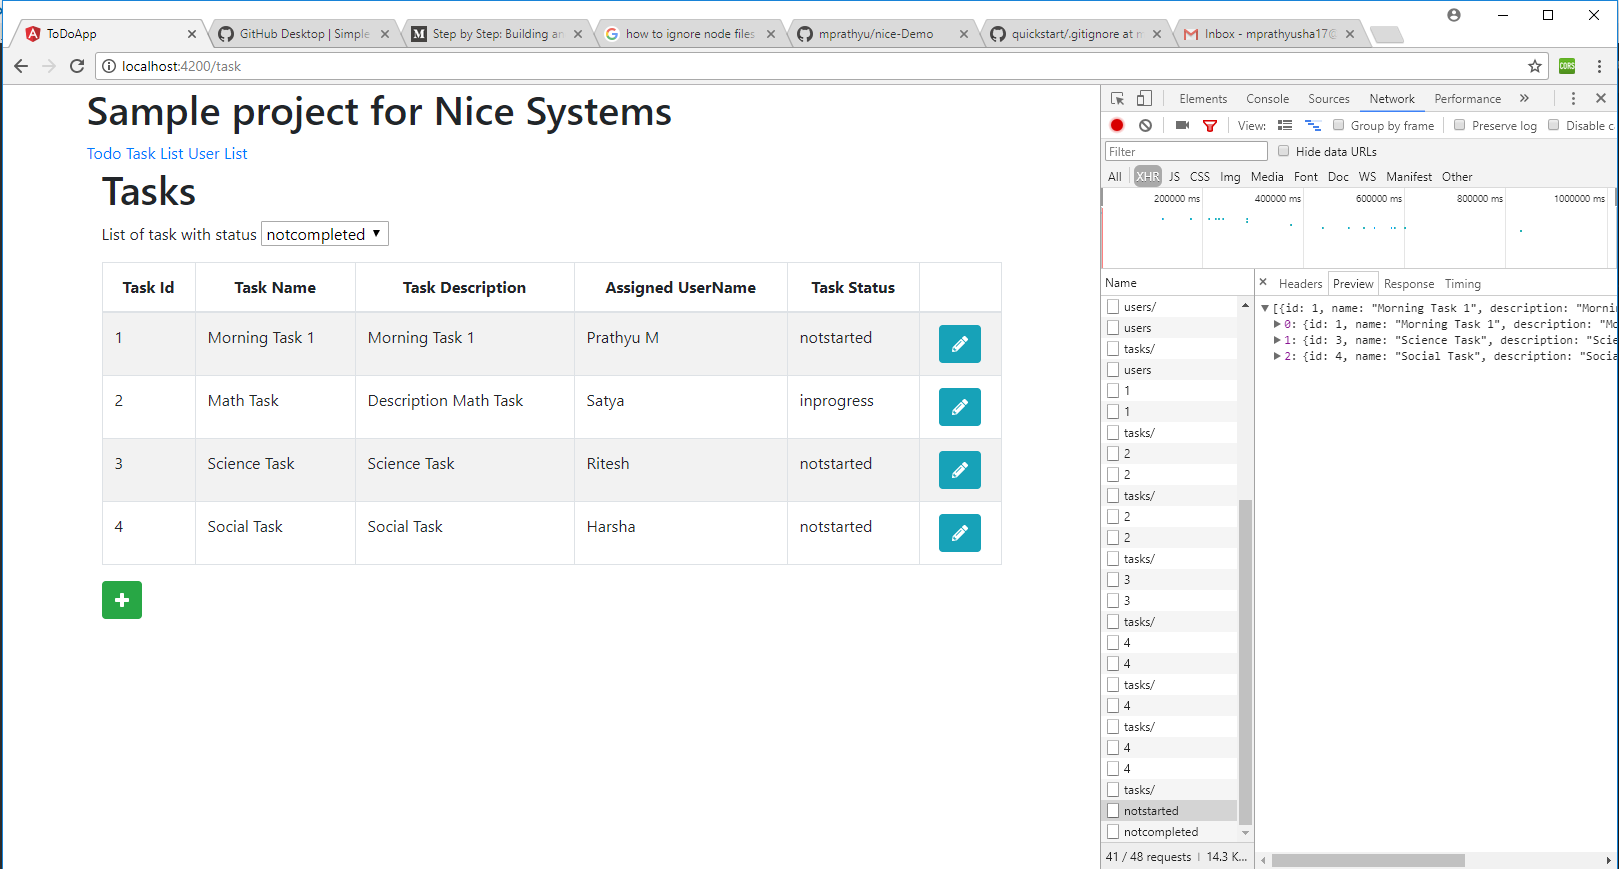 ToDoApp
GitHub Desktop | Simple
Step by Step: Building an
how to ignore node files
mprathyu/nice-Demo
quickstart/.gitignore at m
Inbox - mprathyusha17@
localhost:4200/task
CORS
Sample project for Nice Systems
Todo Task List User List
Tasks
List of task with status notcompleted
Task Id Task Name Task Description Assigned UserName Task Status
1 Morning Task 1 Morning Task 1 Prathyu M notstarted
2 Math Task Description Math Task Satya inprogress
3 Science Task Science Task Ritesh notstarted
4 Social Task Social Task Harsha notstarted
Elements Console Sources Network Performance »
View: Group by frame Preserve log Disable c
Filter Hide data URLs
All XHR JS CSS Img Media Font Doc WS Manifest Other
200000 ms 400000 ms 600000 ms 800000 ms 1000000 ms
Name
users/
users
tasks/
users
1
1
tasks/
2
2
tasks/
2
2
tasks/
3
3
tasks/
4
4
tasks/
4
tasks/
4
4
tasks/
notstarted
notcompleted
41 / 48 requests | 14.3 K...
Headers Preview Response Timing
[{id: 1, name: "Morning Task 1", description: "Morni
0: {id: 1, name: "Morning Task 1", description: "Mo
1: {id: 3, name: "Science Task", description: "Scie
2: {id: 4, name: "Social Task", description: "Socia